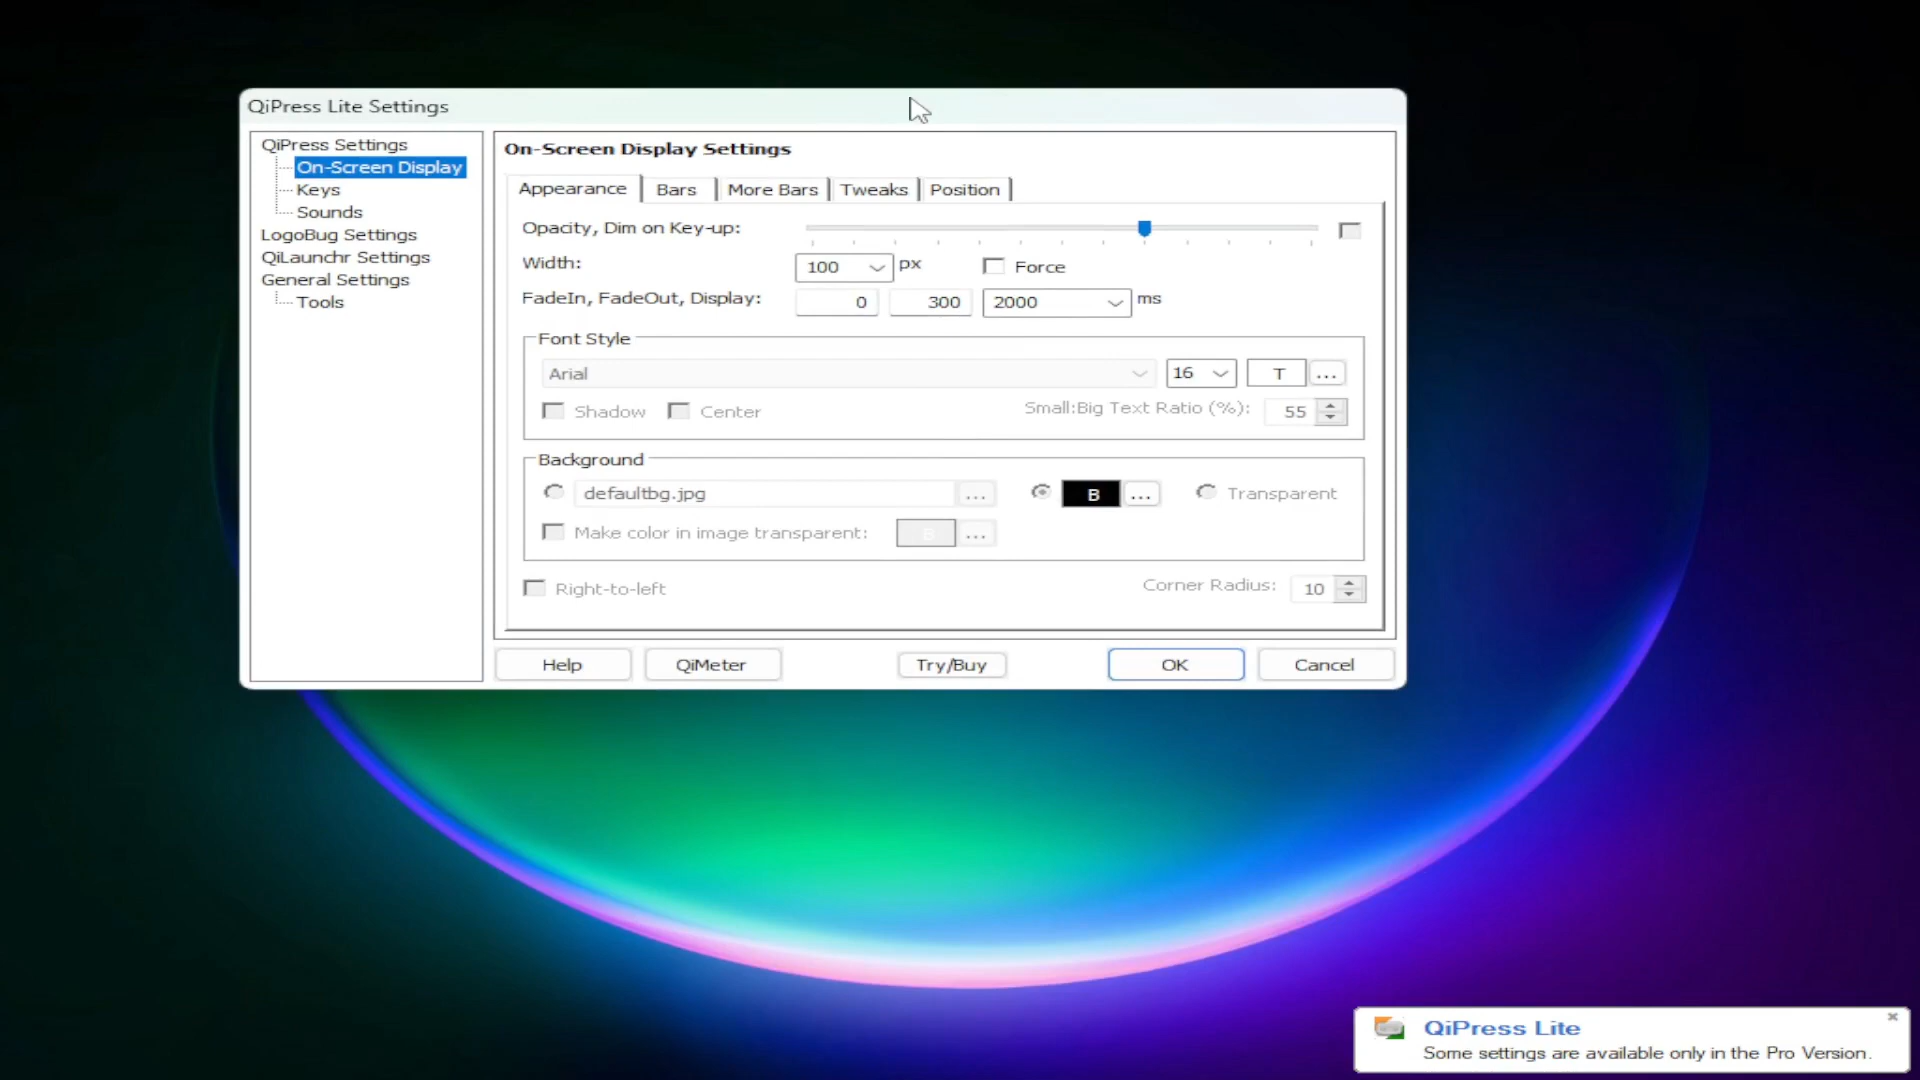 QiPress Lite Settings
QiPress Settings
On-Screen Display
Keys
Sounds
LogoBug Settings
QiLaunchr Settings
General Settings
Tools
On-Screen Display Settings
Appearance Bars More Bars Tweaks Position
Opacity, Dim on Key-up:
Width: 100 px Force
FadeIn, FadeOut, Display: 0 300 2000 ms
Font Style
Arial 16 T ...
Shadow Center Small:Big Text Ratio (%): 55
Background
defaultbg.jpg ... B ... Transparent
Make color in image transparent: B ...
Right-to-left Corner Radius: 10
Help QiMeter Try/Buy OK Cancel
QiPress Lite
Some settings are available only in the Pro Version.